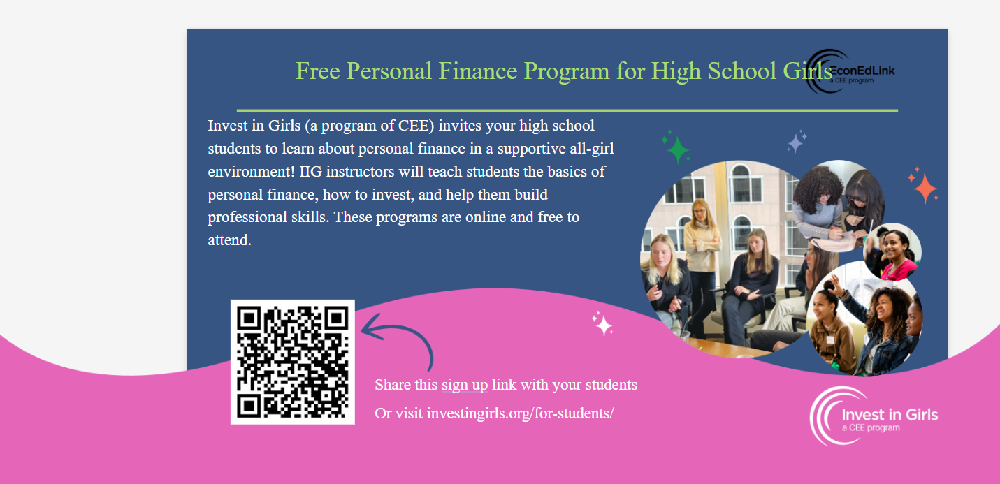 Free Personal Finance Program for High School Girls
EconEdLink
a CEE program
Invest in Girls (a program of CEE) invites your high school
students to learn about personal finance in a supportive all-girl
environment! IIG instructors will teach students the basics of
personal finance, how to invest, and help them build
professional skills. These programs are online and free to
attend.
Share this sign up link with your students
Or visit investingirls.org/for-students/
Invest in Girls
a CEE program